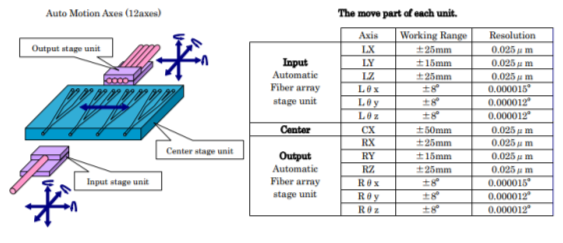 Auto Motion Axes (12axes)
Output stage unit
Center stage unit
Input stage unit
The move part of each unit.
Axis Working Range Resolution
Input
Automatic
Fiber array
stage unit
LX ±25mm 0.025μm
LY ±15mm 0.025μm
LZ ±25mm 0.025μm
Lθx ±8° 0.000015°
Lθy ±8° 0.000012°
Lθz ±8° 0.000012°
Center CX ±50mm 0.025μm
Output
Automatic
Fiber array
stage unit
RX ±25mm 0.025μm
RY ±15mm 0.025μm
RZ ±25mm 0.025μm
Rθx ±8° 0.000015°
Rθy ±8° 0.000012°
Rθz ±8° 0.000012°